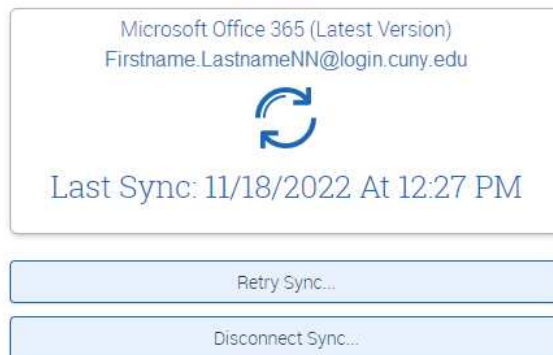 Microsoft Office 365 (Latest Version)
Firstname.LastnameNN@login.cuny.edu
Last Sync: 11/18/2022 At 12:27 PM
Retry Sync...
Disconnect Sync...